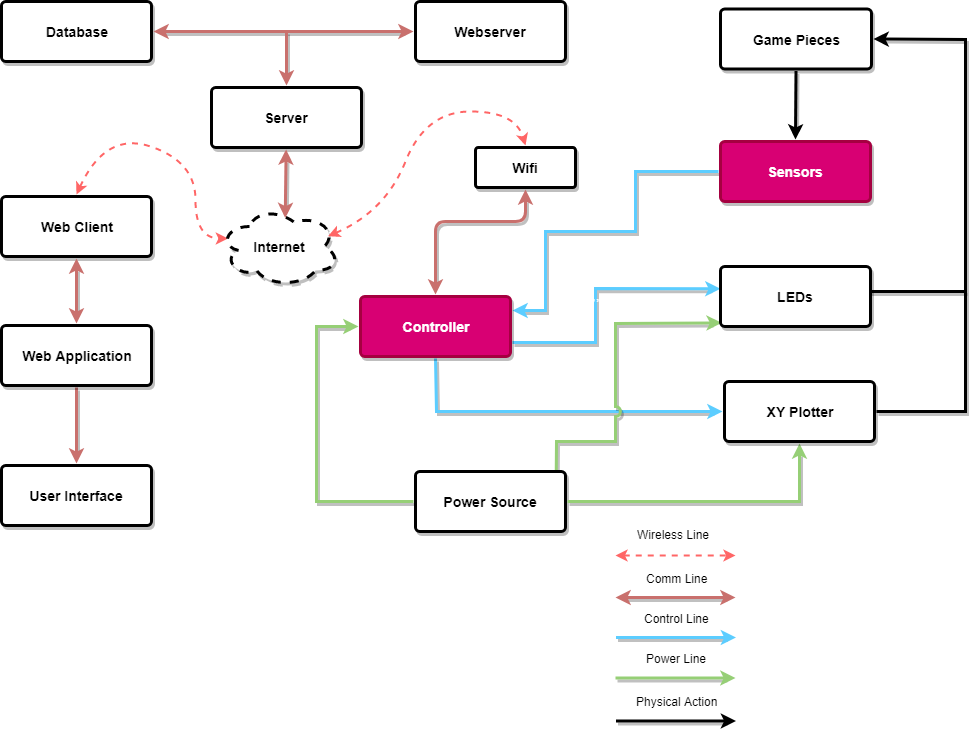 Database
Webserver
Game Pieces
Server
Wifi
Sensors
Web Client
Internet
LEDs
Controller
Web Application
XY Plotter
User Interface
Power Source
Wireless Line
Comm Line
Control Line
Power Line
Physical Action